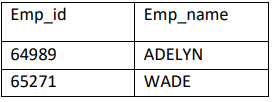 Emp_id Emp_name
64989 ADELYN
65271 WADE